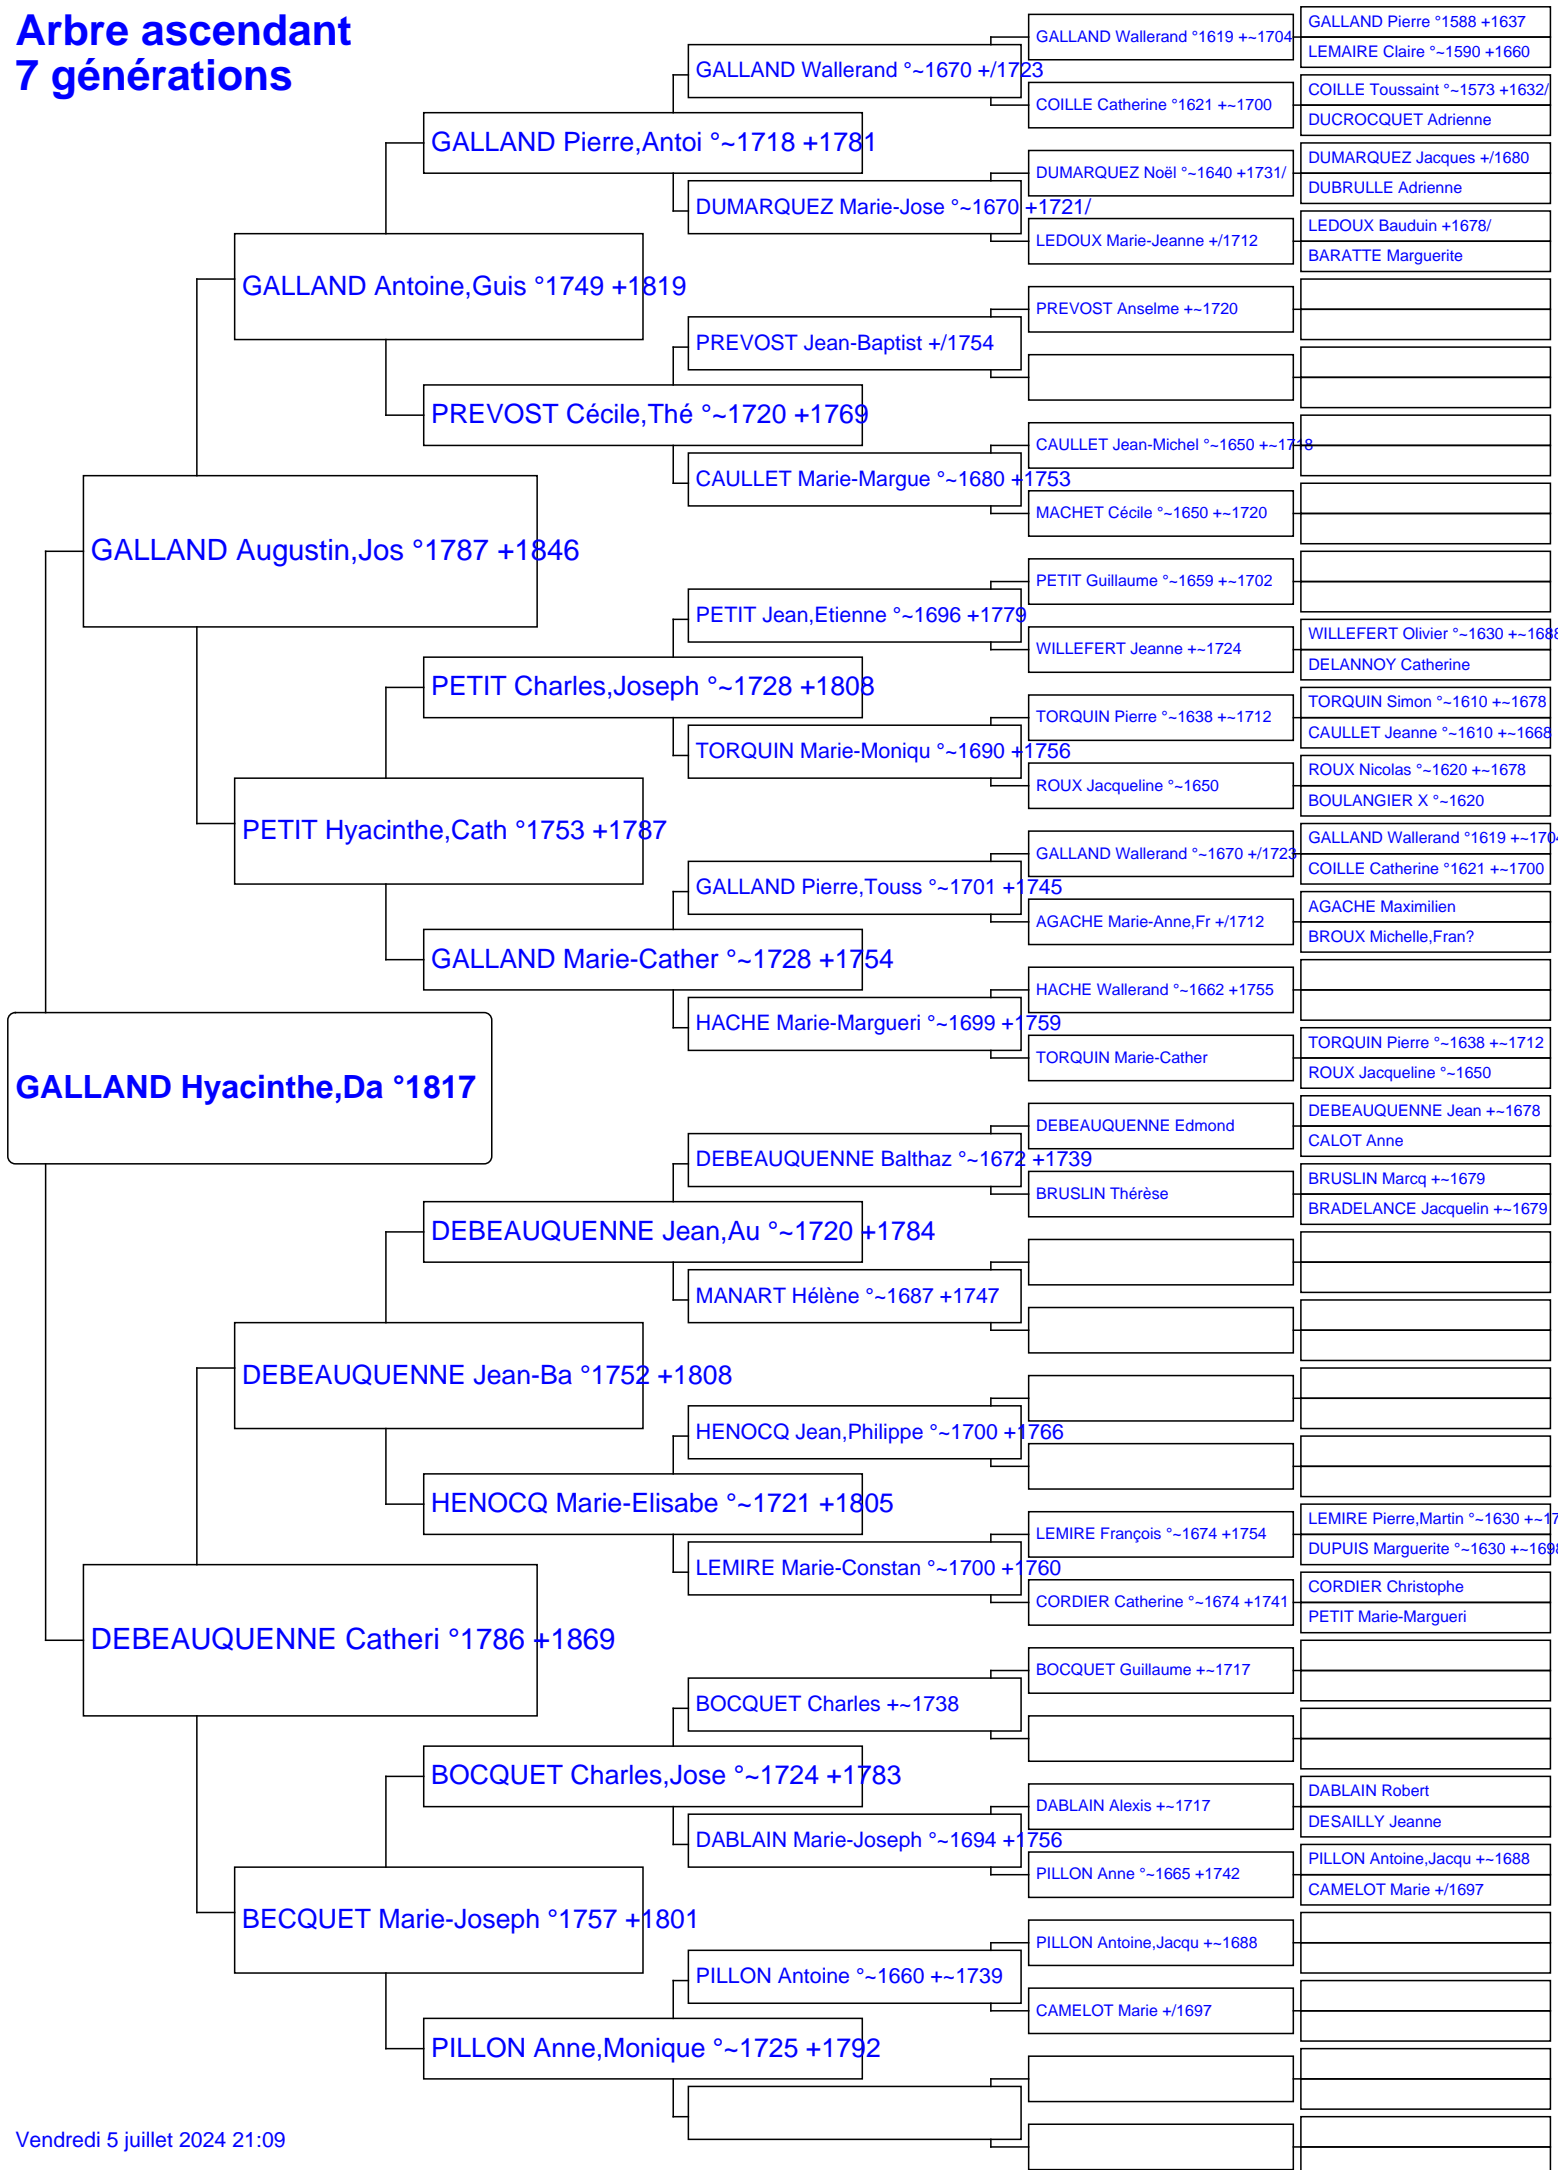 Arbre ascendant
7 générations
GALLAND Hyacinthe,Da °1817
GALLAND Augustin,Jos °1787 +1846
DEBEAUQUENNE Catheri °1786 +1869
GALLAND Antoine,Guis °1749 +1819
PETIT Hyacinthe,Cath °1753 +1787
DEBEAUQUENNE Jean-Ba °1752 +1808
BECQUET Marie-Joseph °1757 +1801
GALLAND Pierre,Antoi °~1718 +1781
PREVOST Cécile,Thé °~1720 +1769
PETIT Charles,Joseph °~1728 +1808
GALLAND Marie-Cather °~1728 +1754
DEBEAUQUENNE Jean,Au °~1720 +1784
HENOCQ Marie-Elisabe °~1721 +1805
BOCQUET Charles,Jose °~1724 +1783
PILLON Anne,Monique °~1725 +1792
GALLAND Wallerand °~1670 +/1723
DUMARQUEZ Marie-Jose °~1670 +1721/
PREVOST Jean-Baptist +/1754
CAULLET Marie-Margue °~1680 +1753
PETIT Jean,Etienne °~1696 +1779
TORQUIN Marie-Moniqu °~1690 +1756
GALLAND Pierre,Touss °~1701 +1745
HACHE Marie-Margueri °~1699 +1759
DEBEAUQUENNE Balthaz °~1672 +1739
MANART Hélène °~1687 +1747
HENOCQ Jean,Philippe °~1700 +1766
LEMIRE Marie-Constan °~1700 +1760
BOCQUET Charles +~1738
DABLAIN Marie-Joseph °~1694 +1756
PILLON Antoine °~1660 +~1739
GALLAND Wallerand °1619 +~1704
COILLE Catherine °1621 +~1700
DUMARQUEZ Noël °~1640 +1731/
LEDOUX Marie-Jeanne +/1712
PREVOST Anselme +~1720
CAULLET Jean-Michel °~1650 +~1718
MACHET Cécile °~1650 +~1720
PETIT Guillaume °~1659 +~1702
WILLEFERT Jeanne +~1724
TORQUIN Pierre °~1638 +~1712
ROUX Jacqueline °~1650
GALLAND Wallerand °~1670 +/1723
AGACHE Marie-Anne,Fr +/1712
HACHE Wallerand °~1662 +1755
TORQUIN Marie-Cather
DEBEAUQUENNE Edmond
BRUSLIN Thérèse
LEMIRE François °~1674 +1754
CORDIER Catherine °~1674 +1741
BOCQUET Guillaume +~1717
DABLAIN Alexis +~1717
PILLON Anne °~1665 +1742
PILLON Antoine,Jacqu +~1688
CAMELOT Marie +/1697
GALLAND Pierre °1588 +1637
LEMAIRE Claire °~1590 +1660
COILLE Toussaint °~1573 +1632/
DUCROCQUET Adrienne
DUMARQUEZ Jacques +/1680
DUBRULLE Adrienne
LEDOUX Bauduin +1678/
BARATTE Marguerite
WILLEFERT Olivier °~1630 +~1688
DELANNOY Catherine
TORQUIN Simon °~1610 +~1678
CAULLET Jeanne °~1610 +~1668
ROUX Nicolas °~1620 +~1678
BOULANGIER X °~1620
GALLAND Wallerand °1619 +~1704
COILLE Catherine °1621 +~1700
AGACHE Maximilien
BROUX Michelle,Fran?
TORQUIN Pierre °~1638 +~1712
ROUX Jacqueline °~1650
DEBEAUQUENNE Jean +~1678
CALOT Anne
BRUSLIN Marcq +~1679
BRADELANCE Jacquelin +~1679
LEMIRE Pierre,Martin °~1630 +~17
DUPUIS Marguerite °~1630 +~1698
CORDIER Christophe
PETIT Marie-Margueri
DABLAIN Robert
DESAILLY Jeanne
PILLON Antoine,Jacqu +~1688
CAMELOT Marie +/1697
Vendredi 5 juillet 2024 21:09